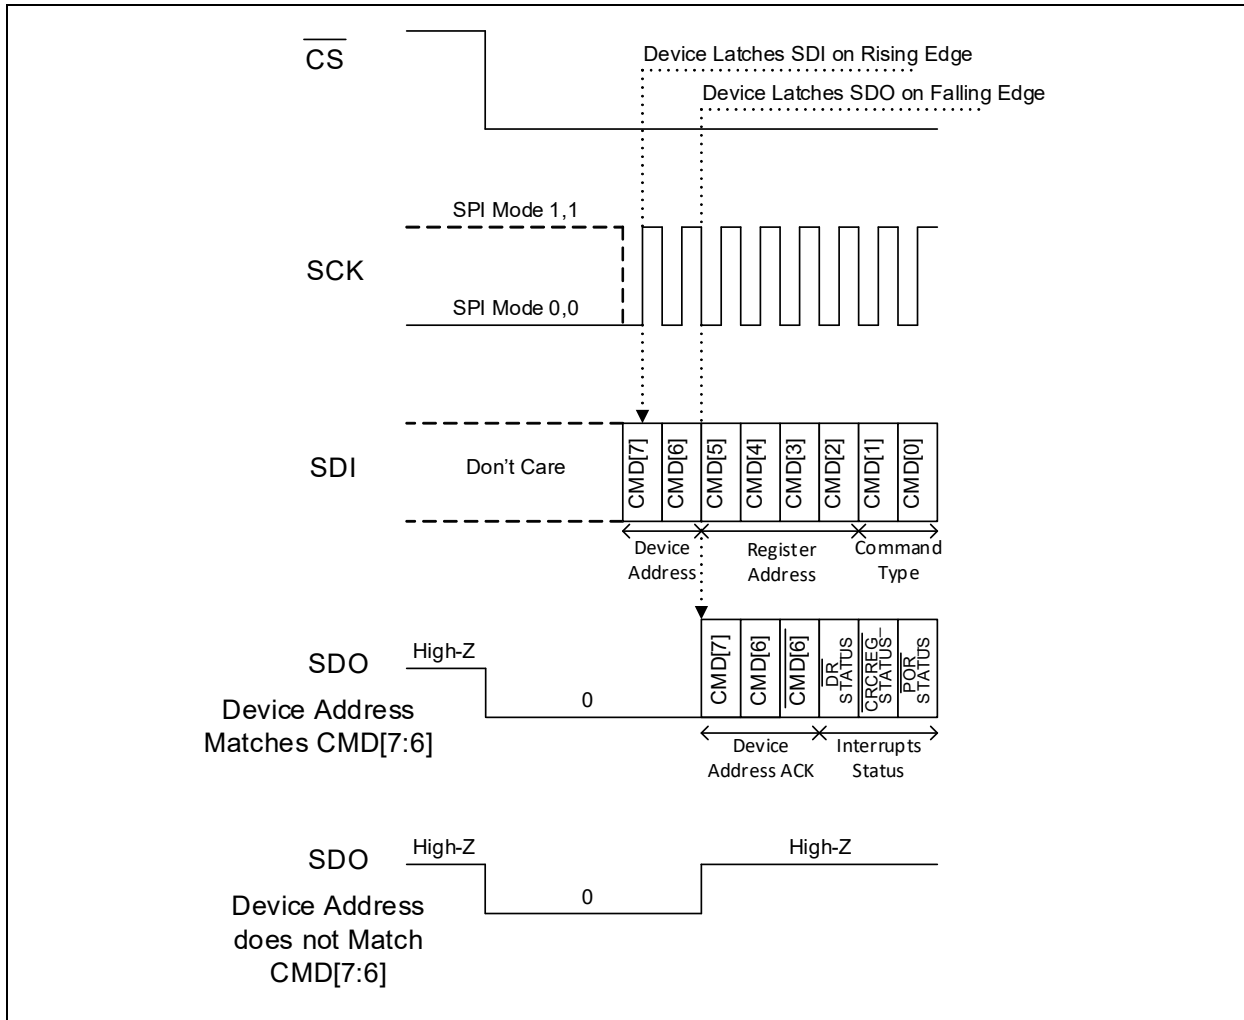 CS
Device Latches SDI on Rising Edge
Device Latches SDO on Falling Edge
SPI Mode 1,1
SCK
SPI Mode 0,0
SDI
Don't Care
CMD[7]
CMD[6]
CMD[5]
CMD[4]
CMD[3]
CMD[2]
CMD[1]
CMD[0]
Device
Address
Register
Address
Command
Type
SDO
Device Address
Matches CMD[7:6]
High-Z
0
CMD[7]
CMD[6]
CMD[6]
DR
STATUS
CRCREG
STATUS
POR
STATUS
Device
Address ACK
Interrupts
Status
SDO
Device Address
does not Match
CMD[7:6]
High-Z
0
High-Z